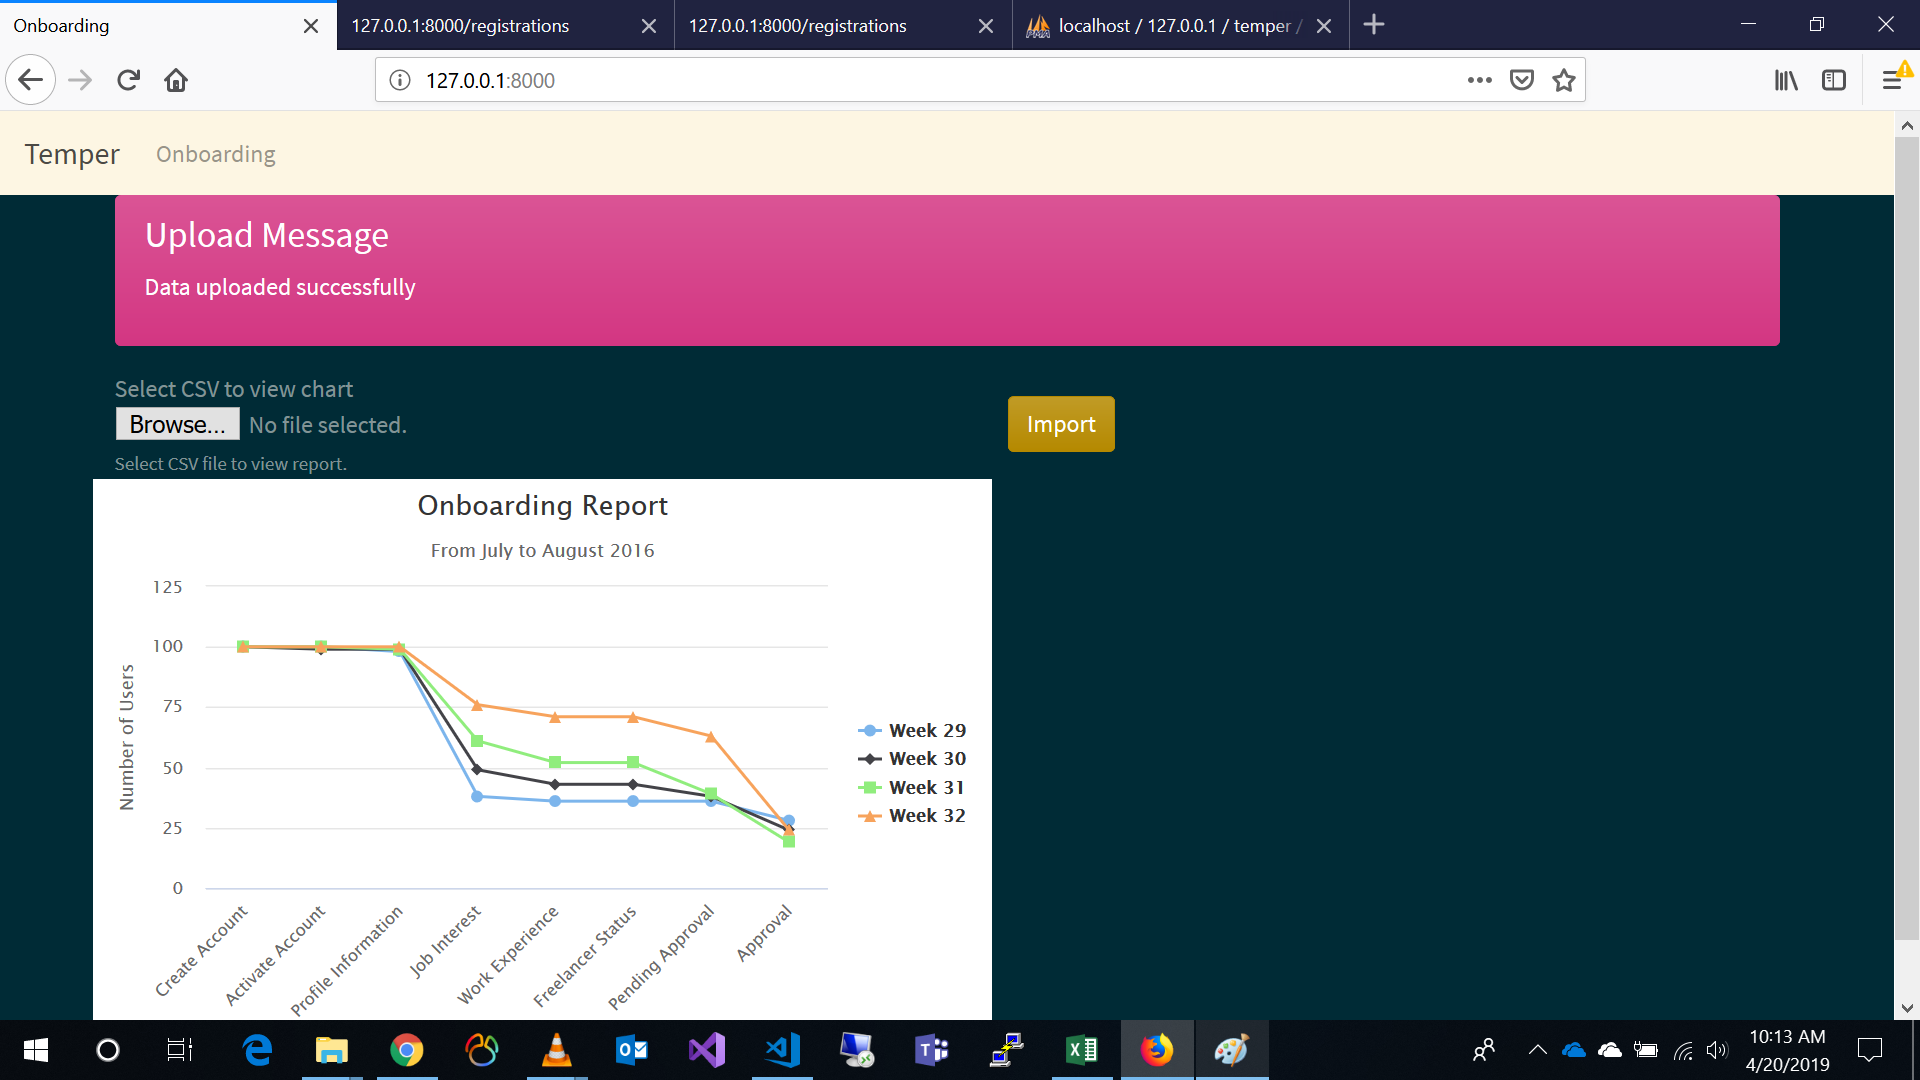 Onboarding
127.0.0.1:8000/registrations
127.0.0.1:8000/registrations
localhost / 127.0.0.1 / temper /
127.0.0.1:8000
Temper
Onboarding
Upload Message
Data uploaded successfully
Select CSV to view chart
Browse... No file selected.
Import
Select CSV file to view report.
Onboarding Report
From July to August 2016
Number of Users
125
100
75
50
25
0
Create Account
Activate Account
Profile Information
Job Interest
Work Experience
Freelancer Status
Pending Approval
Approval
Week 29
Week 30
Week 31
Week 32
10:13 AM
4/20/2019